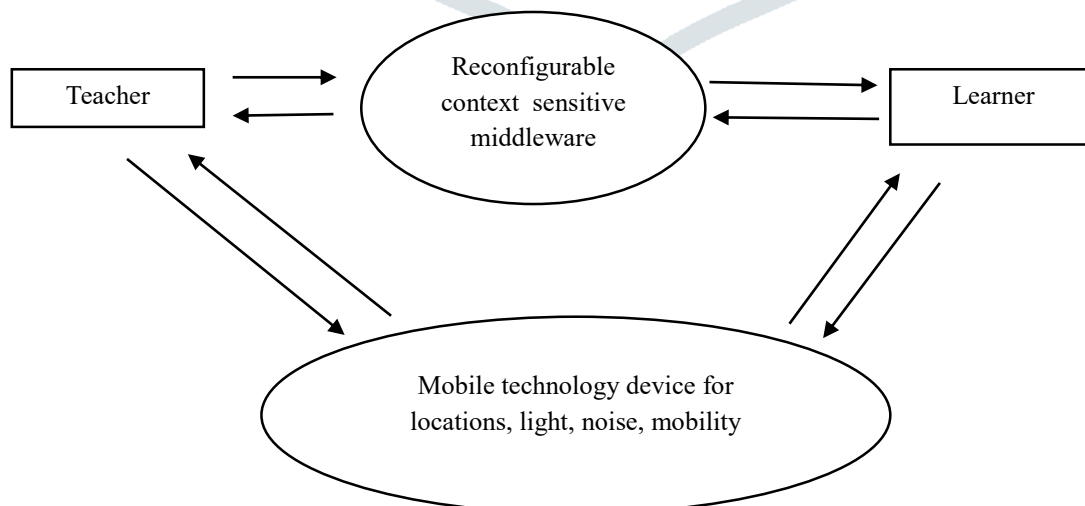 Teacher
Reconfigurable
context sensitive
middleware
Learner
Mobile technology device for
locations, light, noise, mobility